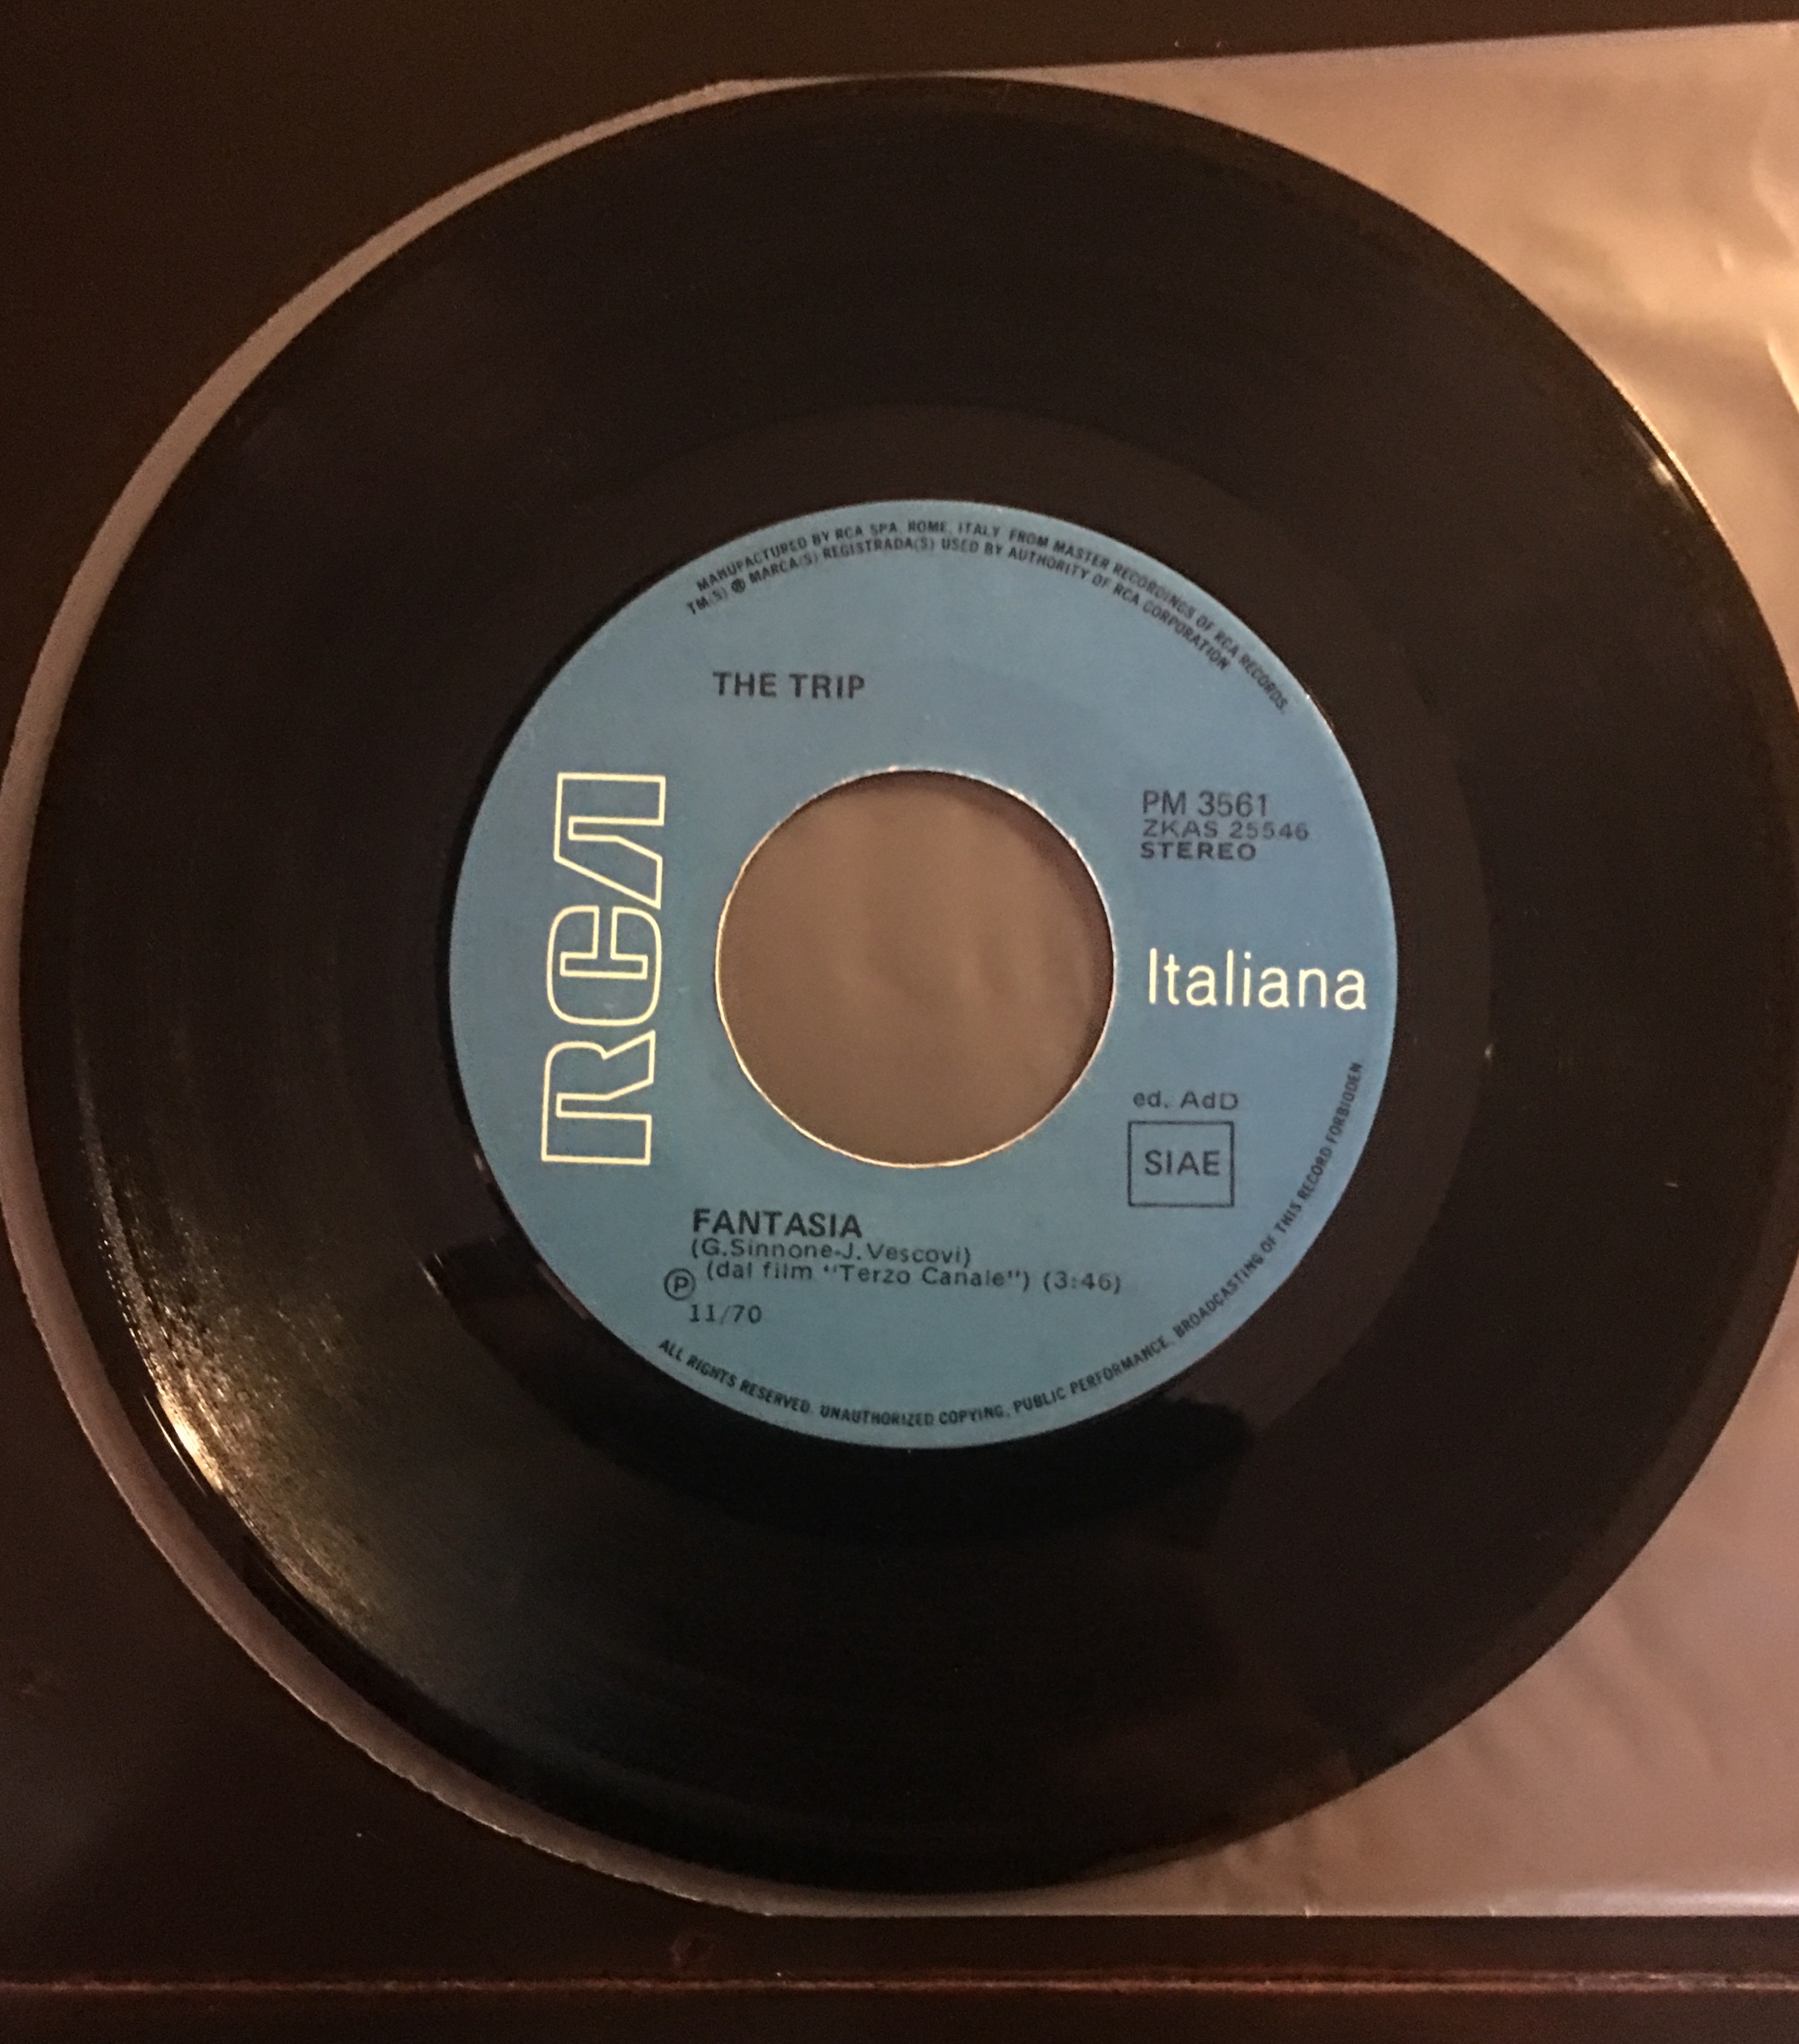 MANUFACTURED BY RCA SPA, ROME, ITALY FROM MASTER RECORDINGS OF RCA RECORDS.
TM(S) ® MARCA(S) REGISTRADA(S) USED BY AUTHORITY OF RCA CORPORATION
THE TRIP
RCA
PM 3561
ZKAS 25546
STEREO
Italiana
ed. AdD
SIAE
FANTASIA
(G.Sinnone-J.Vescovi)
(dal film "Terzo Canale") (3:46)
Ⓟ
11/70
ALL RIGHTS RESERVED. UNAUTHORIZED COPYING, PUBLIC PERFORMANCE, BROADCASTING OF THIS RECORD FORBIDDEN